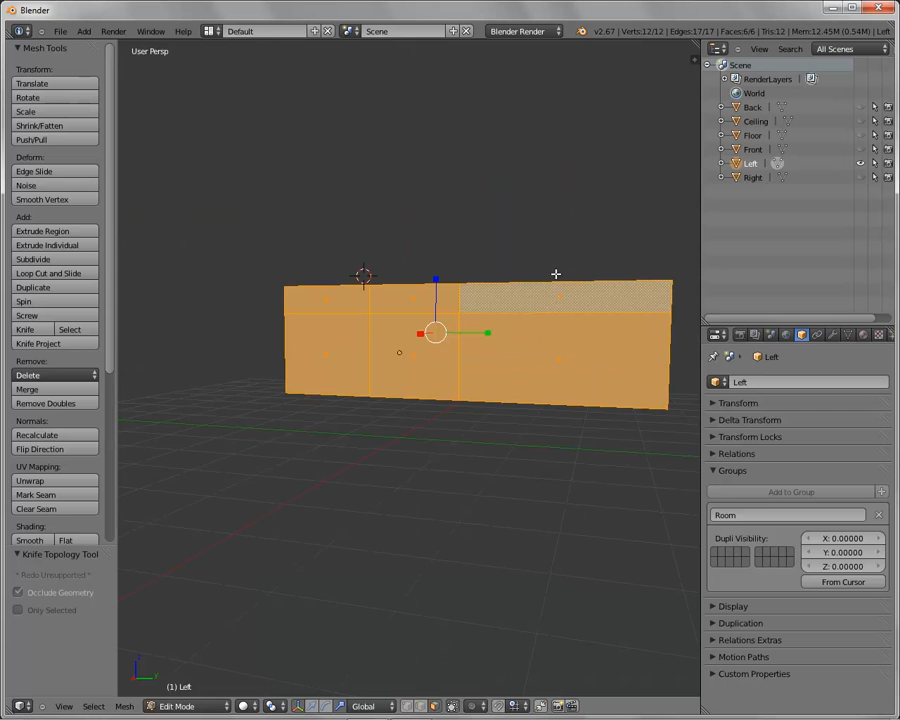 Blender
File Add Render Window Help Default Scene Blender Render v2.67 | Verts:12/12 | Edges:17/17 | Faces:6/6 | Tris:12 | Mem:12.45M (0.54M) | Left
Mesh Tools
Transform:
Translate
Rotate
Scale
Shrink/Fatten
Push/Pull
Deform:
Edge Slide
Noise
Smooth Vertex
Add:
Extrude Region
Extrude Individual
Subdivide
Loop Cut and Slide
Duplicate
Spin
Screw
Knife Select
Knife Project
Remove:
Delete
Merge
Remove Doubles
Normals:
Recalculate
Flip Direction
UV Mapping:
Unwrap
Mark Seam
Clear Seam
Shading:
Smooth Flat
Knife Topology Tool
* Redo Unsupported *
Occlude Geometry
Only Selected
User Persp
z
y
(1) Left
View Select Mesh Edit Mode Global
View Search All Scenes
Scene
RenderLayers |
World
Back |
Ceiling |
Floor |
Front |
Left |
Right |
Left
Left
Transform
Delta Transform
Transform Locks
Relations
Groups
Add to Group
Room
Dupli Visibility:
X: 0.00000
Y: 0.00000
Z: 0.00000
From Cursor
Display
Duplication
Relations Extras
Motion Paths
Custom Properties